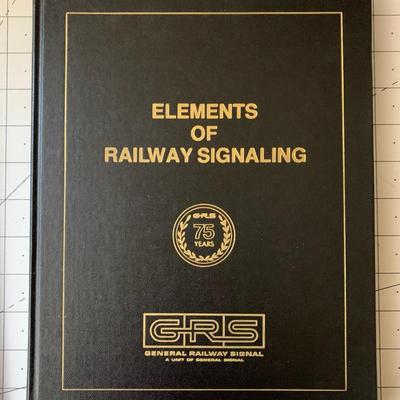 ELEMENTS
OF
RAILWAY SIGNALING
GRS
75
YEARS
GRS
GENERAL RAILWAY SIGNAL
A UNIT OF GENERAL SIGNAL